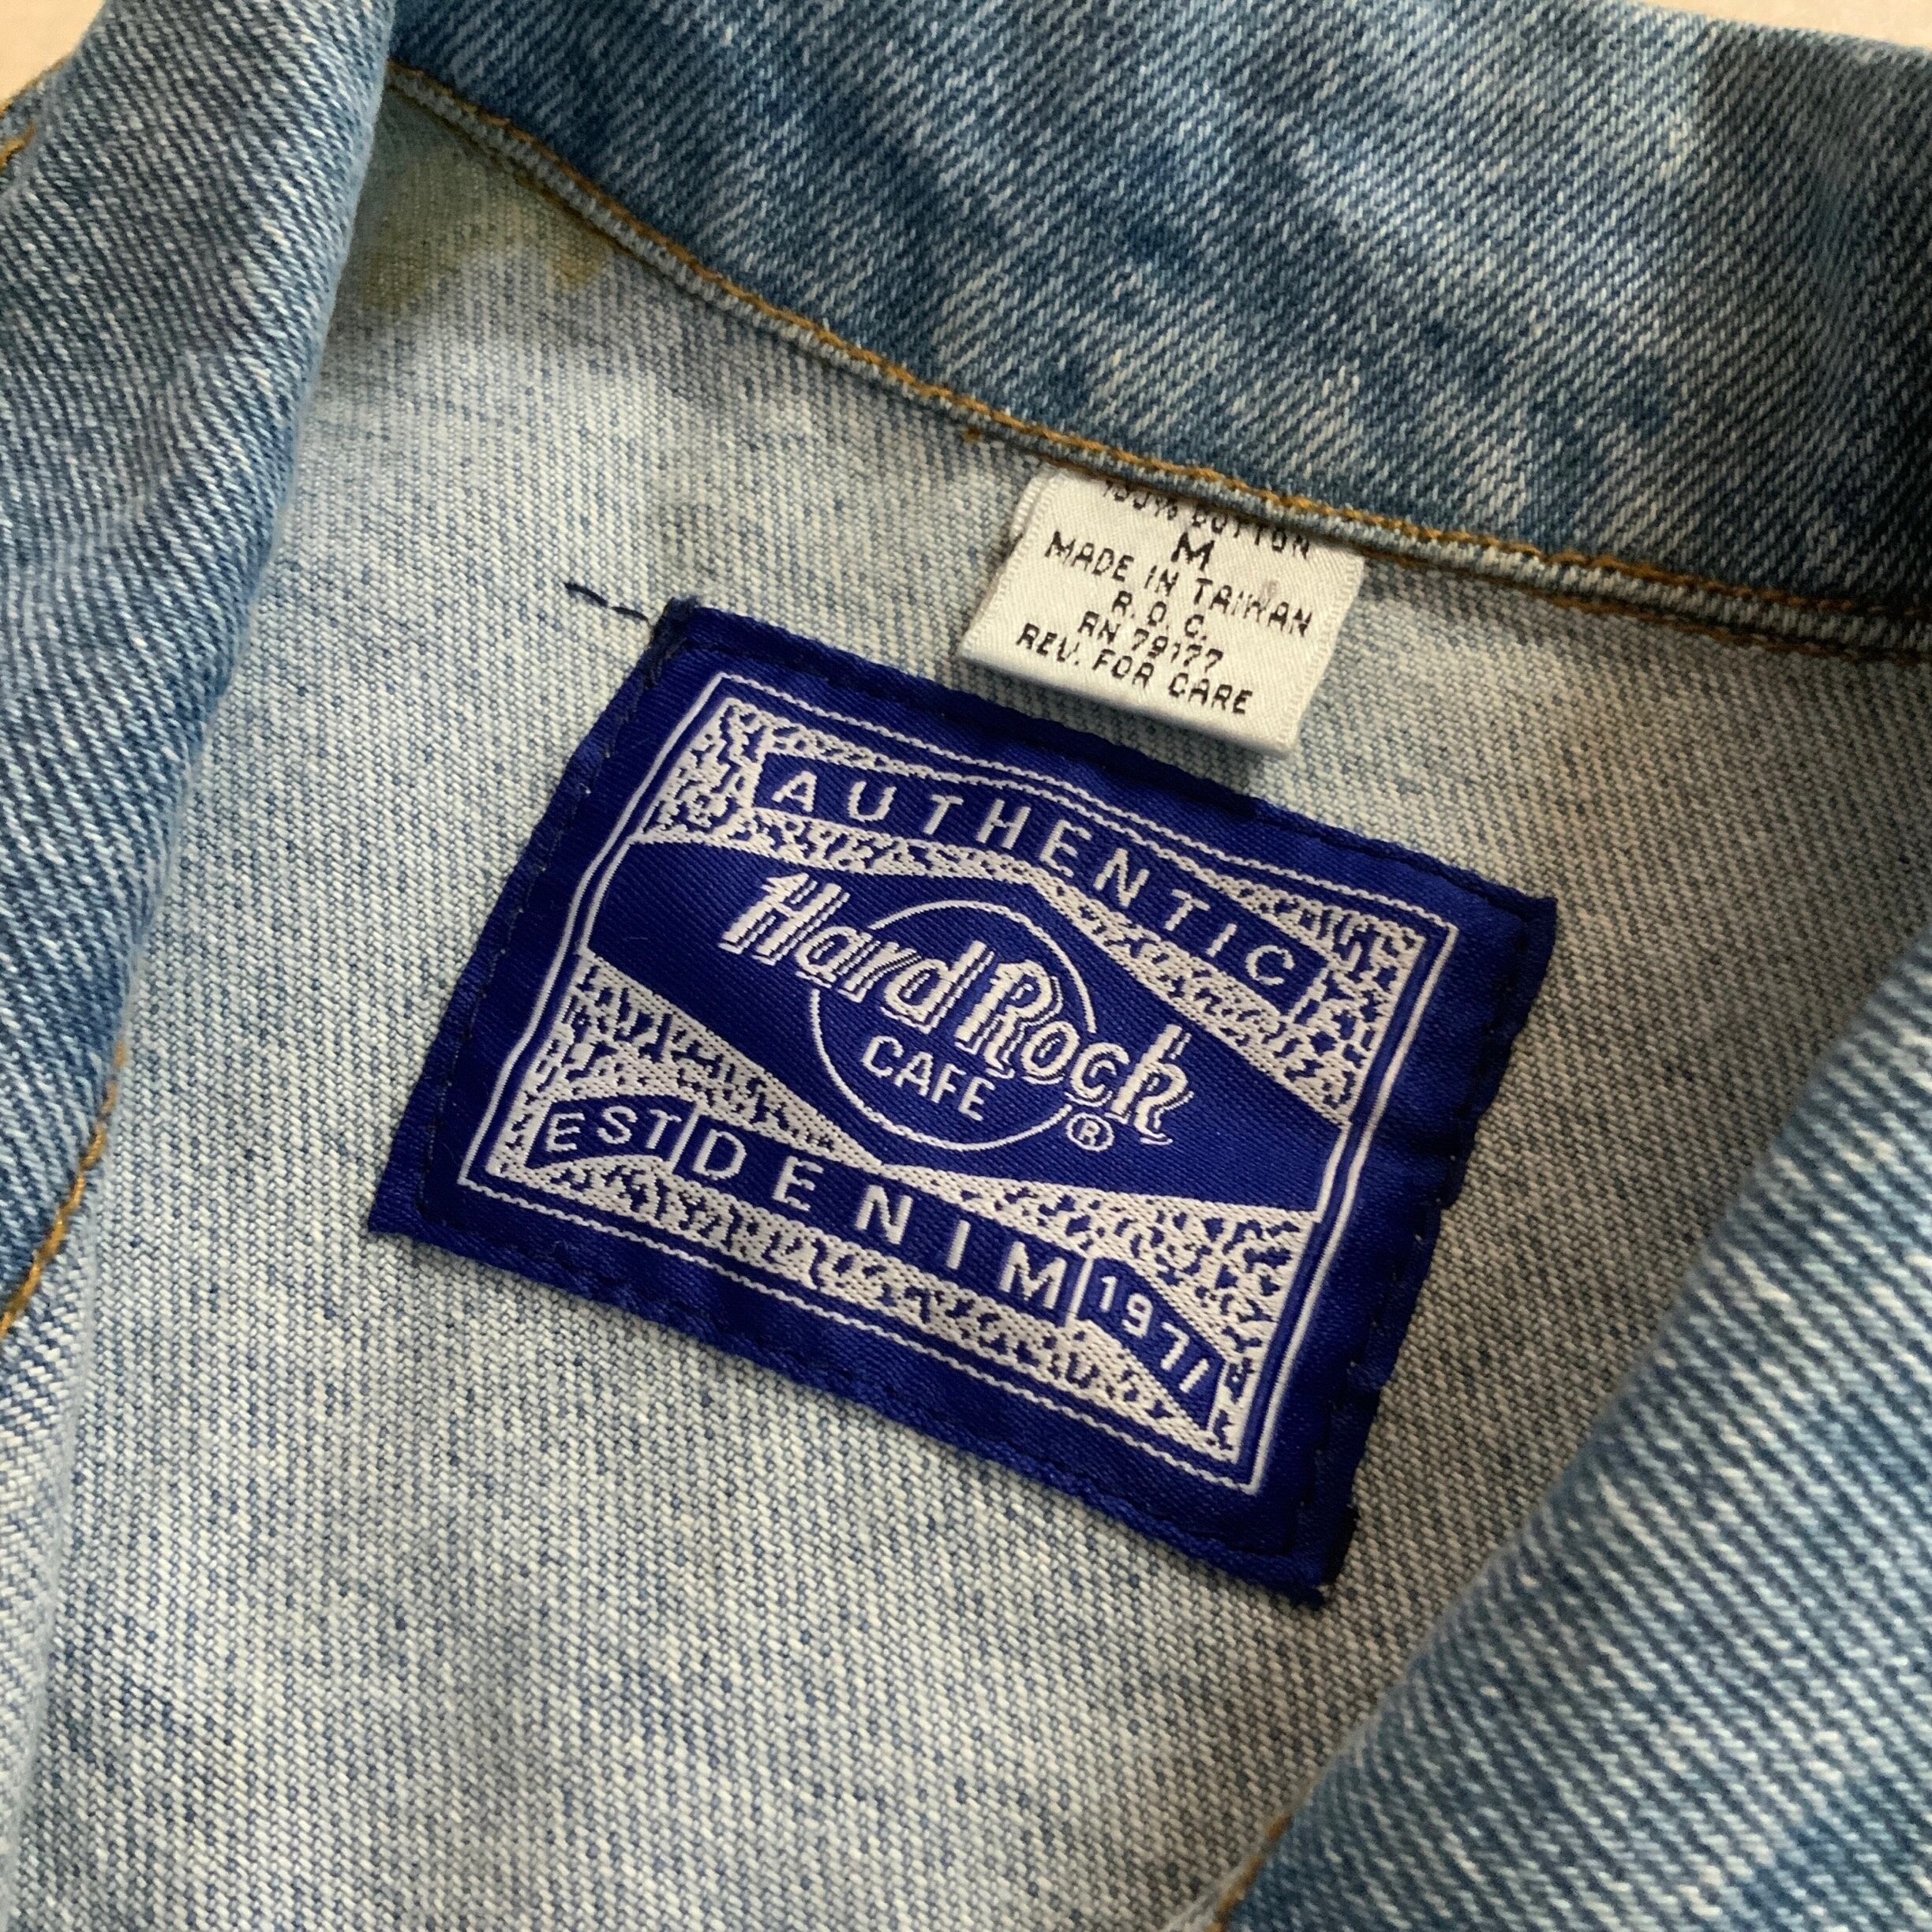 100% COTTON
M
MADE IN TAIWAN
R.O.C.
RN 79177
REV. FOR CARE
AUTHENTIC
Hard Rock
CAFE ®
EST DENIM 1971